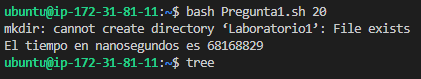 ubuntu@ip-172-31-81-11:~$ bash Pregunta1.sh 20
mkdir: cannot create directory ‘Laboratorio1’: File exists
El tiempo en nanosegundos es 68168829
ubuntu@ip-172-31-81-11:~$ tree